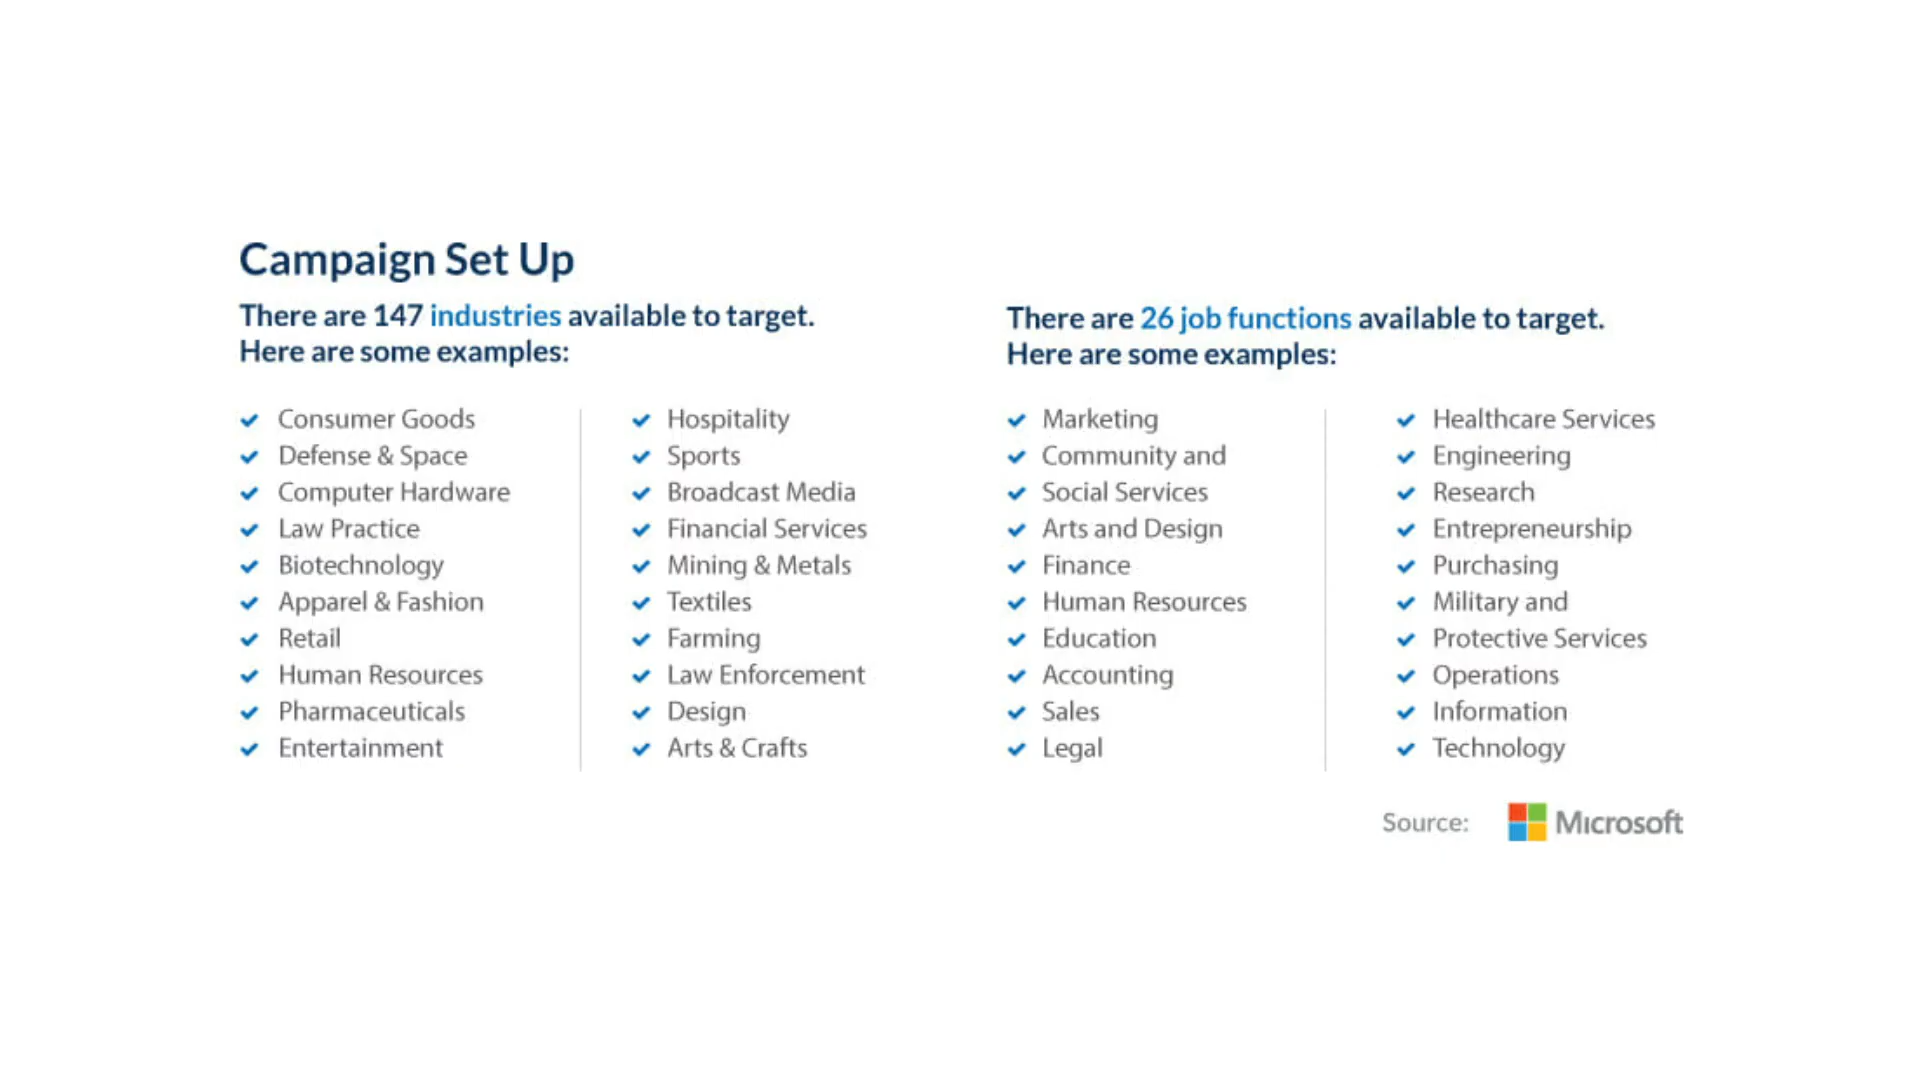 Campaign Set Up
There are 147 industries available to target.
Here are some examples:
Consumer Goods
Defense & Space
Computer Hardware
Law Practice
Biotechnology
Apparel & Fashion
Retail
Human Resources
Pharmaceuticals
Entertainment
Hospitality
Sports
Broadcast Media
Financial Services
Mining & Metals
Textiles
Farming
Law Enforcement
Design
Arts & Crafts
There are 26 job functions available to target.
Here are some examples:
Marketing
Community and
Social Services
Arts and Design
Finance
Human Resources
Education
Accounting
Sales
Legal
Healthcare Services
Engineering
Research
Entrepreneurship
Purchasing
Military and
Protective Services
Operations
Information
Technology
Source: Microsoft